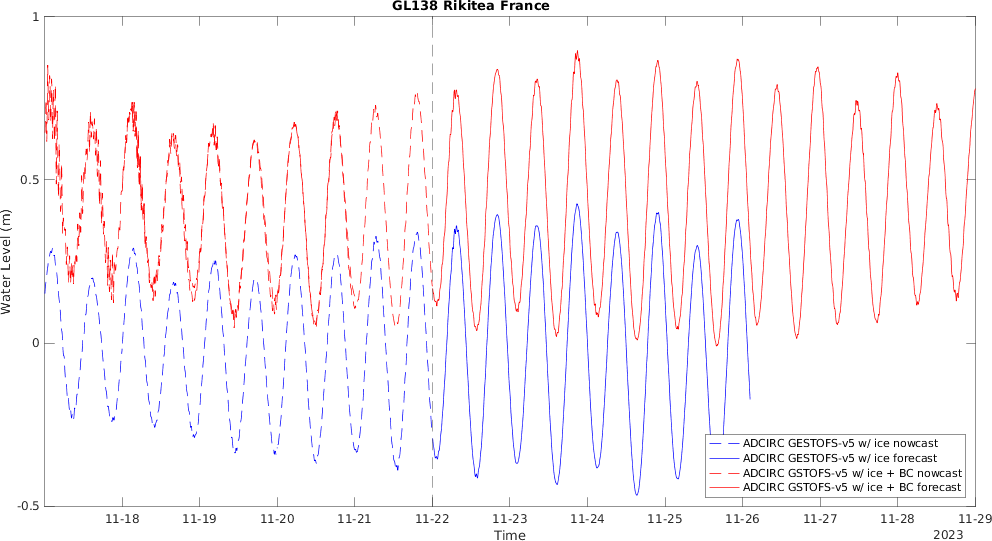 GL138 Rikitea France
1
0.5
0
-0.5
Water Level (m)
11-18 11-19 11-20 11-21 11-22 11-23 11-24 11-25 11-26 11-27 11-28 11-29
Time
2023
ADCIRC GESTOFS-v5 w/ ice nowcast
ADCIRC GESTOFS-v5 w/ ice forecast
ADCIRC GSTOFS-v5 w/ ice + BC nowcast
ADCIRC GSTOFS-v5 w/ ice + BC forecast